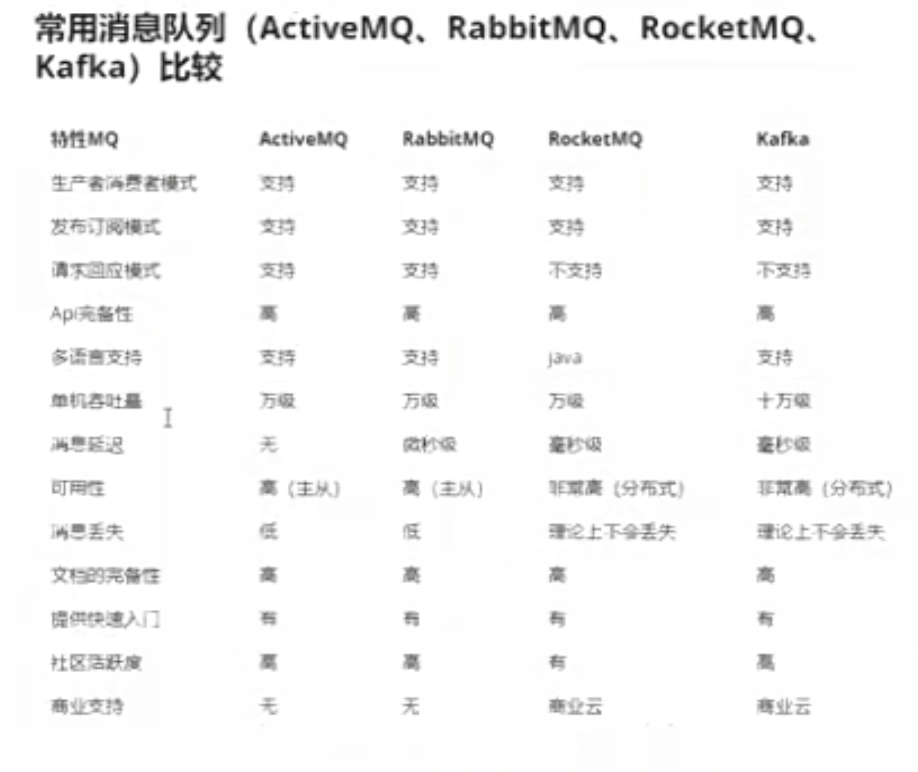 常用消息队列（ActiveMQ、RabbitMQ、RocketMQ、
Kafka）比较
特性MQ ActiveMQ RabbitMQ RocketMQ Kafka
生产者消费者模式 支持 支持 支持 支持
发布订阅模式 支持 支持 支持 支持
请求回应模式 支持 支持 不支持 不支持
Api完备性 高 高 高 高
多语言支持 支持 支持 java 支持
单机吞吐量 万级 万级 万级 十万级
消息延迟 无 微秒级 毫秒级 毫秒级
可用性 高（主从） 高（主从） 非常高（分布式） 非常高（分布式）
消息丢失 低 低 理论上不会丢失 理论上不会丢失
文档的完备性 高 高 高 高
提供快速入门 有 有 有 有
社区活跃度 高 高 有 高
商业支持 无 无 商业云 商业云